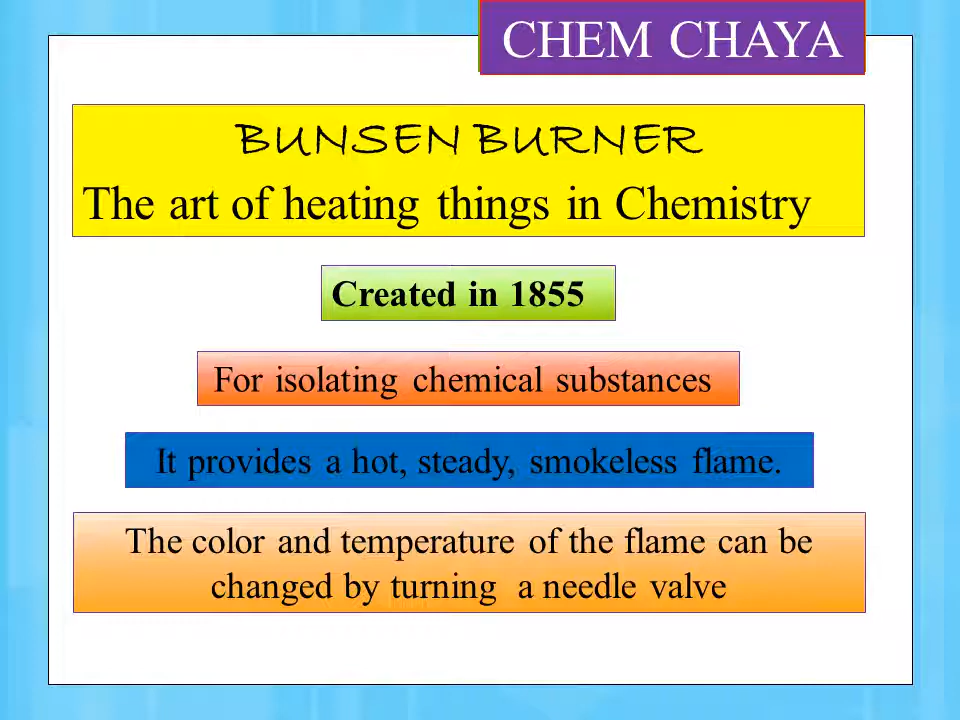 CHEM CHAYA
BUNSEN BURNER
The art of heating things in Chemistry
Created in 1855
For isolating chemical substances
It provides a hot, steady, smokeless flame.
The color and temperature of the flame can be
changed by turning a needle valve